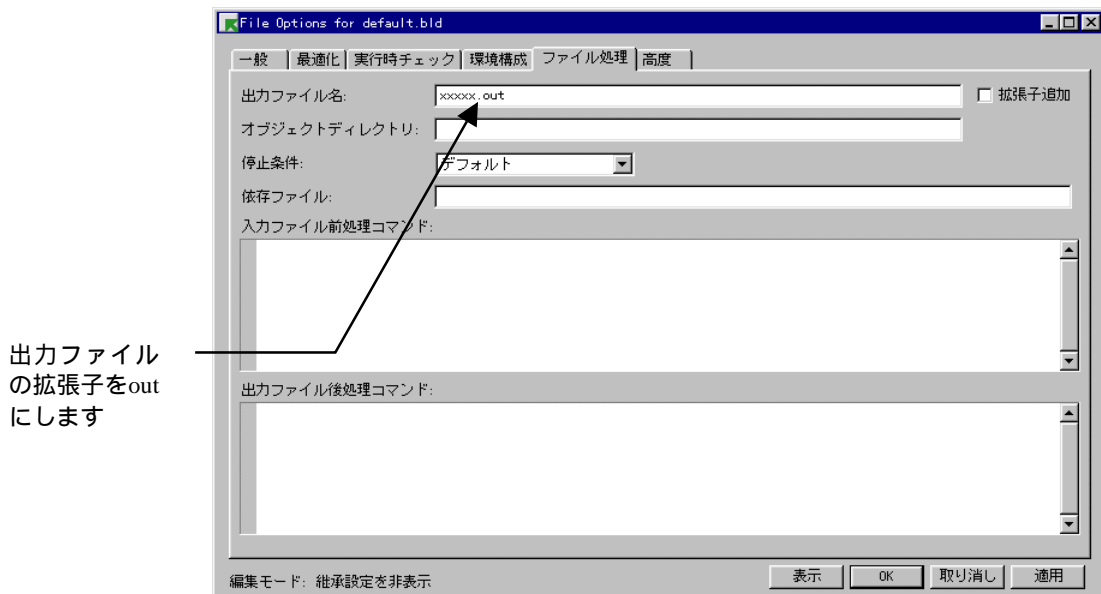 File Options for default.bld
一般 最適化 実行時チェック 環境構成 ファイル処理 高度
出力ファイル名: xxxxx.out 拡張子追加
オブジェクトディレクトリ:
停止条件: デフォルト
依存ファイル:
入力ファイル前処理コマンド:
出力ファイル
の拡張子をout
にします
出力ファイル後処理コマンド:
編集モード: 継承設定を非表示 表示 OK 取り消し 適用